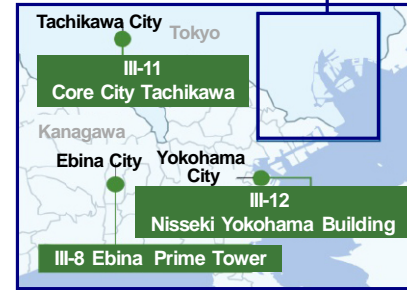 Tachikawa City
Tokyo
III-11
Core City Tachikawa
Kanagawa
Ebina City
Yokohama
City
III-12
Nisseki Yokohama Building
III-8 Ebina Prime Tower